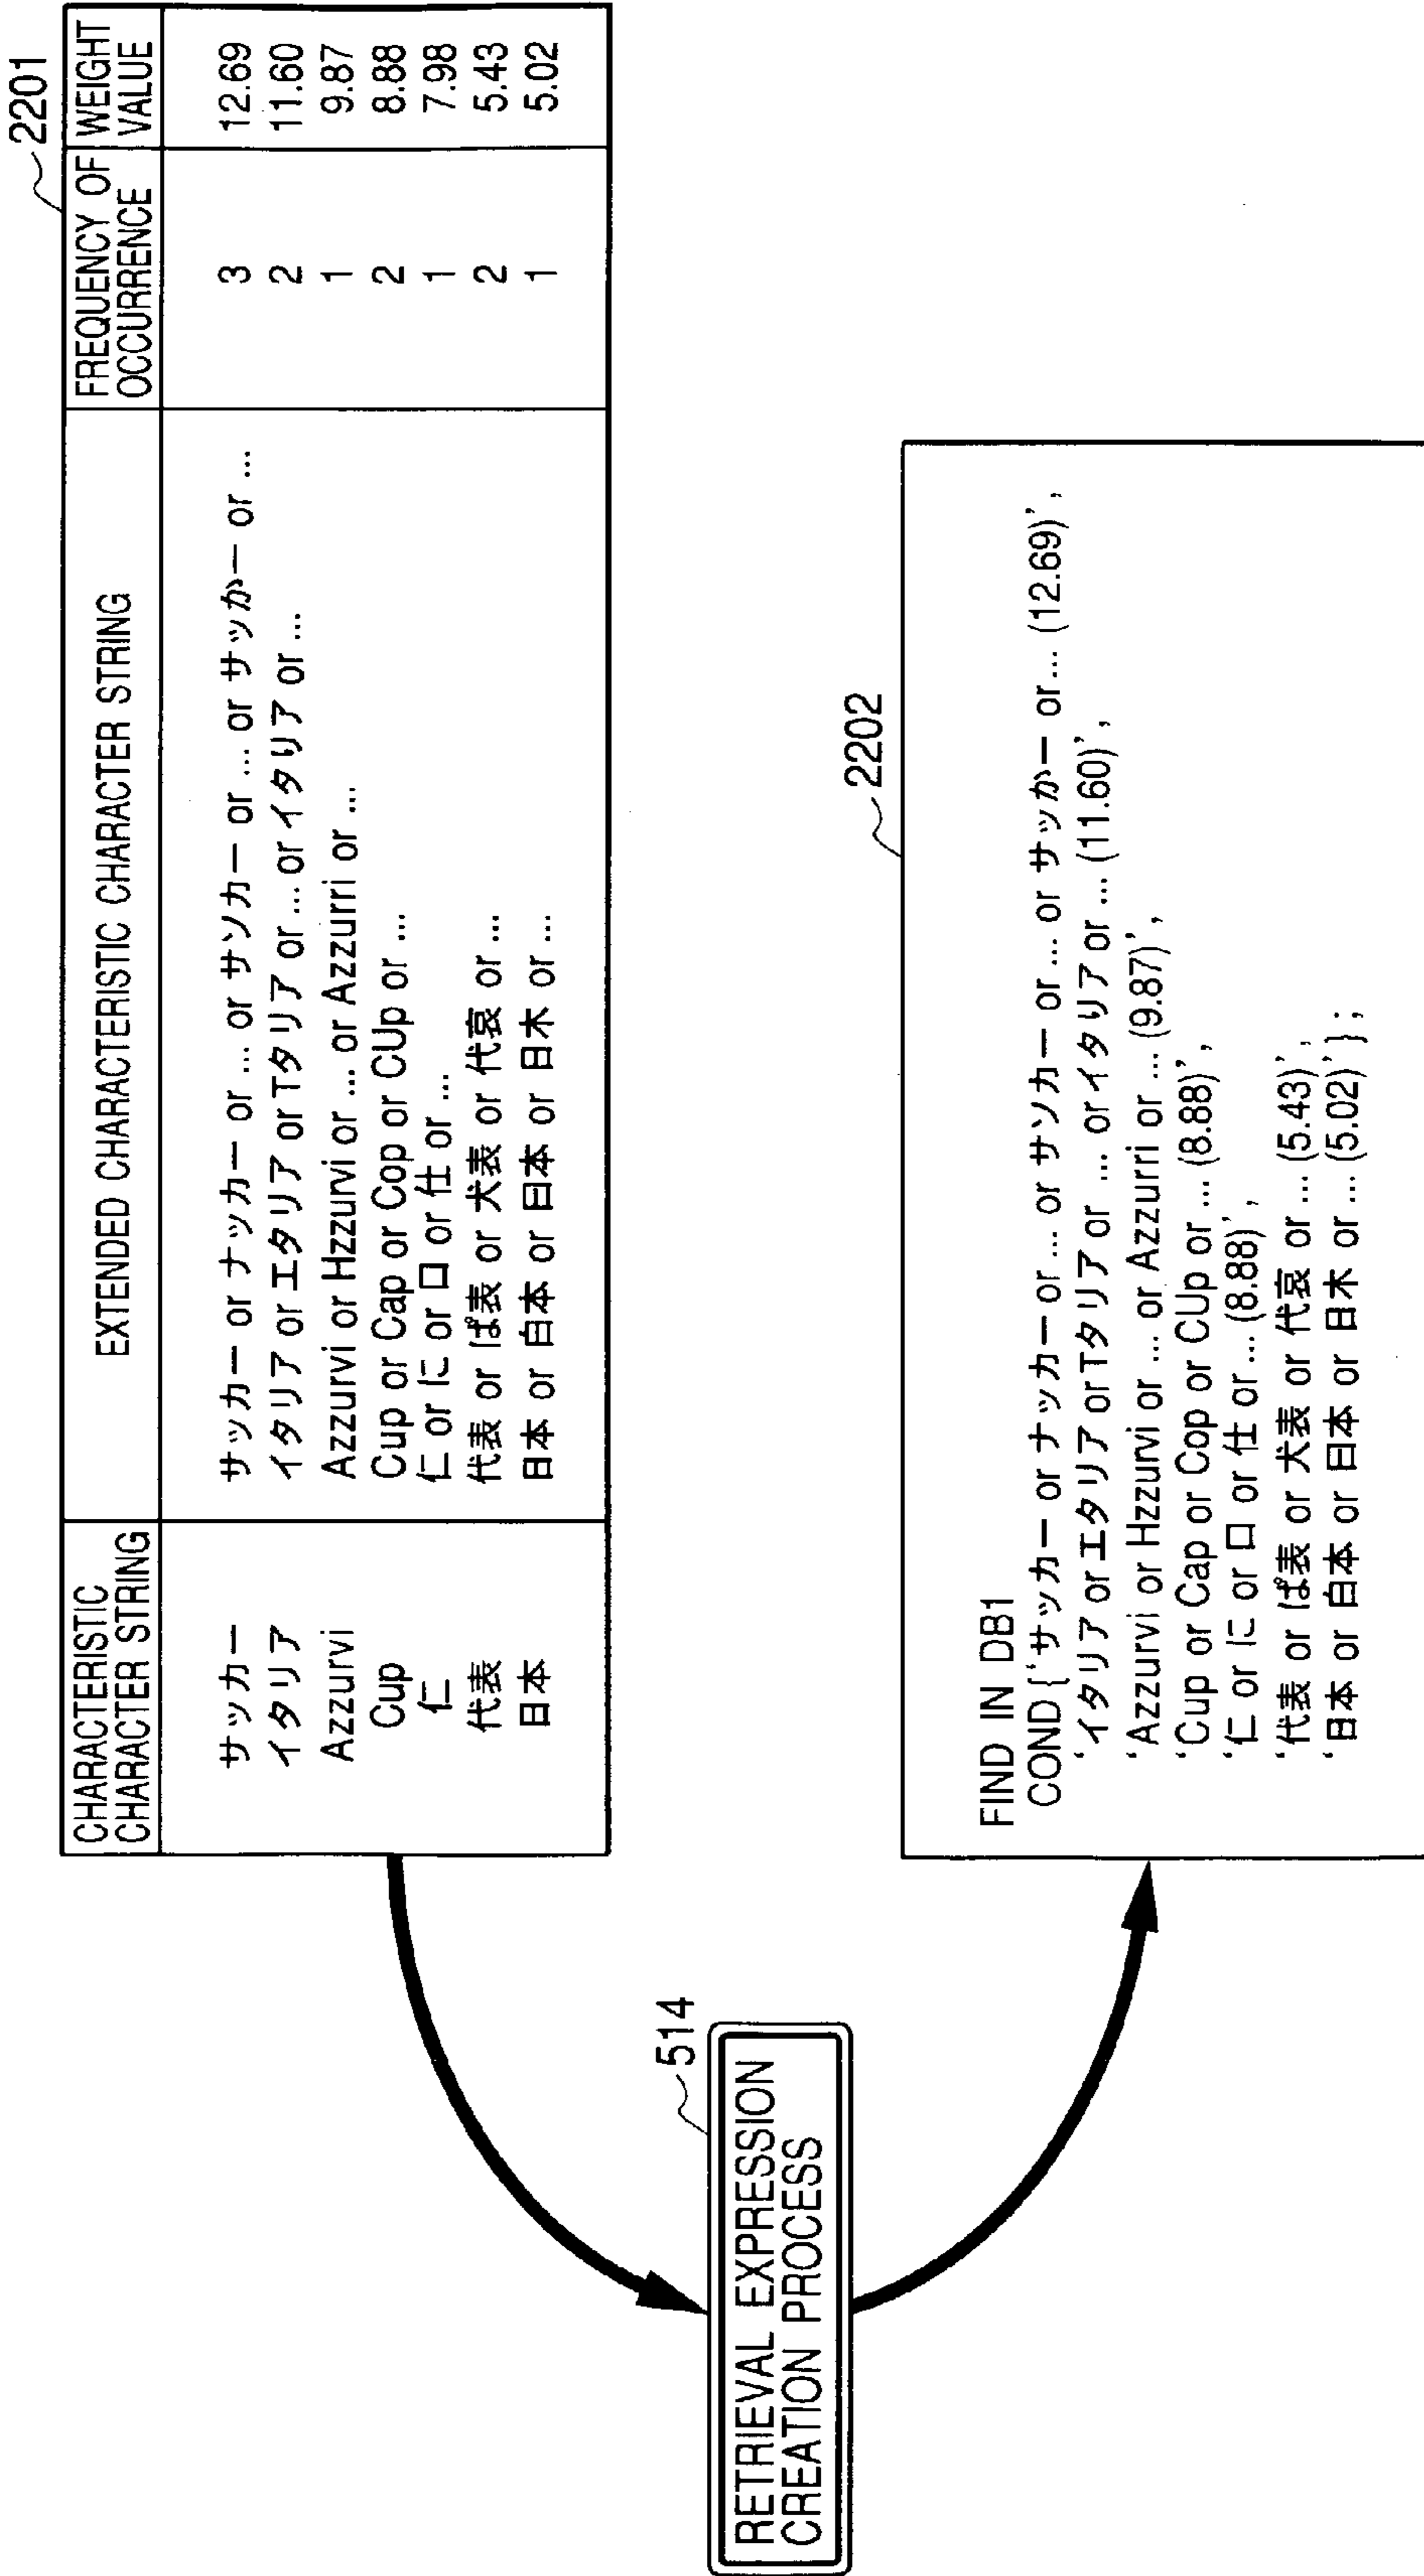 2201
CHARACTERISTIC CHARACTER STRING EXTENDED CHARACTERISTIC CHARACTER STRING FREQUENCY OF OCCURRENCE WEIGHT VALUE
サッカー サッカー or ナッカー or ... or サソカー or ... or サッかー or ... 3 12.69
イタリア イタリア or エタリア or Tタリア or ... or イタリア or ... 2 11.60
Azzurvi Azzurvi or Hzzurvi or ... or Azzurri or ... 1 9.87
Cup Cup or Cap or Cop or CUp or ... 2 8.88
仁 仁 or に or 口 or 仕 or ... 1 7.98
代表 代表 or ぱ表 or 犬表 or 代哀 or ... 2 5.43
日本 日本 or 白本 or 曰本 or 日木 or ... 1 5.02
514
RETRIEVAL EXPRESSION
CREATION PROCESS
2202
FIND IN DB1
COND {‘サッカー or ナッカー or ... or サソカー or ... or サッかー or ... (12.69)’,
‘イタリア or エタリア or Tタリア or ... or イタリア or ... (11.60)’,
‘Azzurvi or Hzzurvi or ... or Azzurri or ... (9.87)’,
‘Cup or Cap or Cop or CUp or ... (8.88)’,
‘仁 or に or 口 or 仕 or ... (8.88)’,
‘代表 or ぱ表 or 犬表 or 代哀 or ... (5.43)’,
‘日本 or 白本 or 曰本 or 日木 or ... (5.02)’};